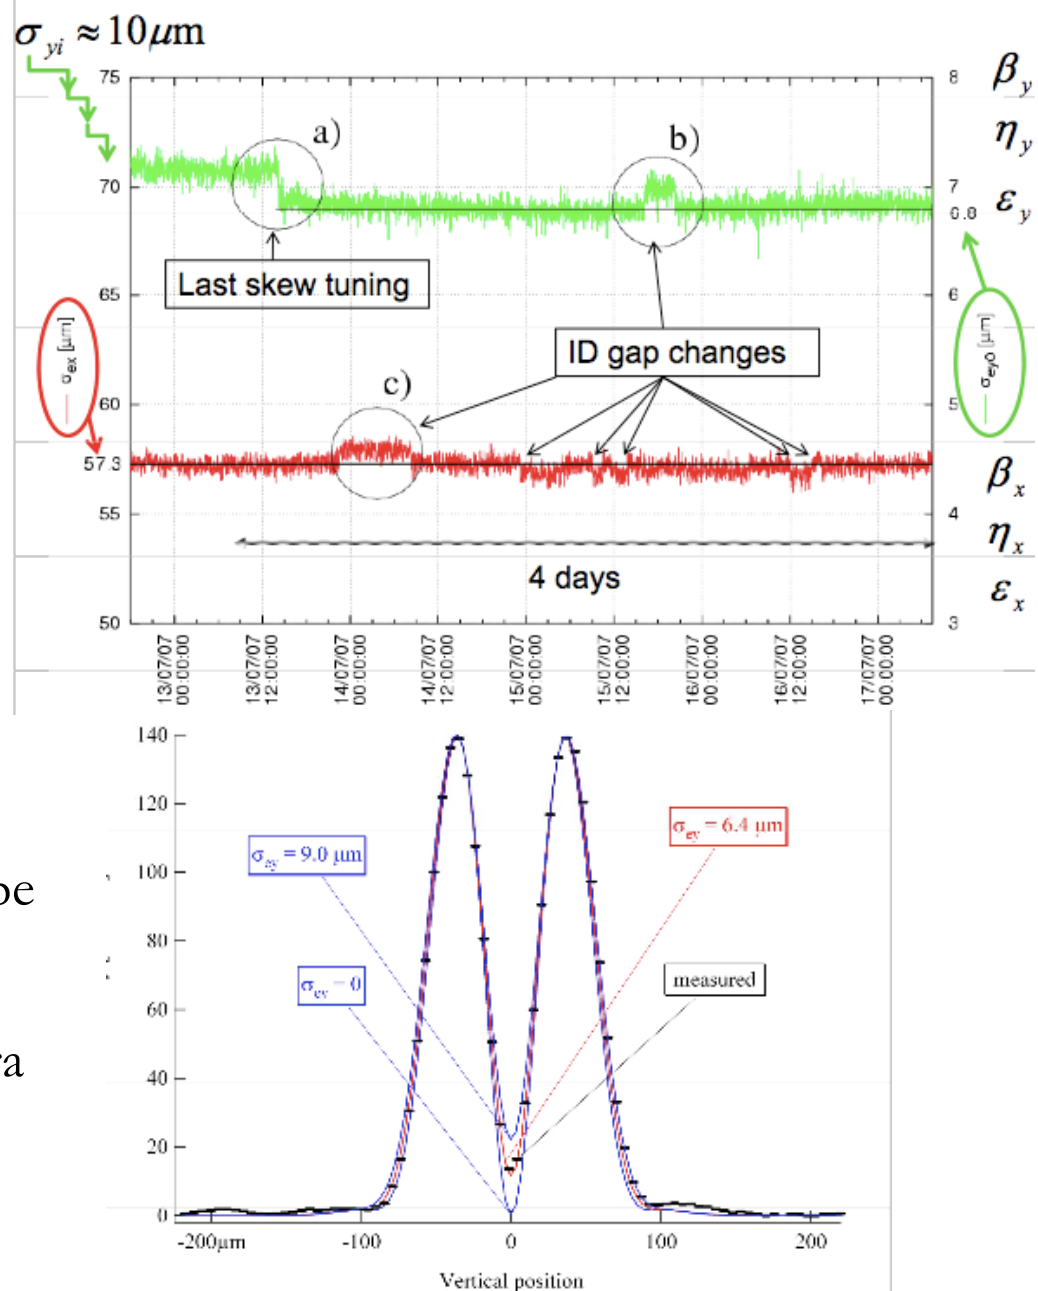 σyi ≈ 10μm
75
8
βy
a)
b)
ηy
70
7
6.8
εy
Last skew tuning
65
6
σex [μm]
ID gap changes
σey0 [μm]
c)
60
5
57.3
βx
55
4
ηx
4 days
εx
50
3
13/07/07 00:00:00
13/07/07 12:00:00
14/07/07 00:00:00
14/07/07 12:00:00
15/07/07 00:00:00
15/07/07 12:00:00
16/07/07 00:00:00
16/07/07 12:00:00
17/07/07 00:00:00
140
120
σey = 6.4 μm
σey = 9.0 μm
100
80
σey = 0
measured
60
40
20
0
-200μm
-100
0
100
200
Vertical position